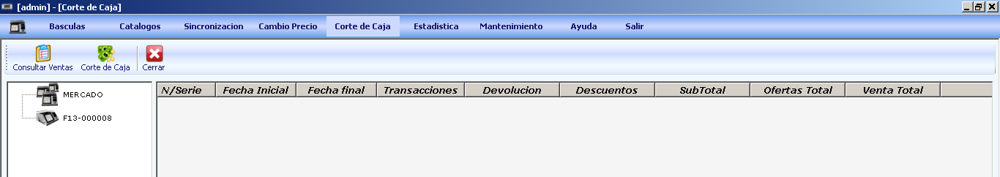 [admin] - [Corte de Caja]
Basculas Catalogos Sincronizacion Cambio Precio Corte de Caja Estadistica Mantenimiento Ayuda Salir
Consultar Ventas Corte de Caja Cerrar
MERCADO
F13-000008
N/Serie Fecha Inicial Fecha final Transacciones Devolucion Descuentos SubTotal Ofertas Total Venta Total